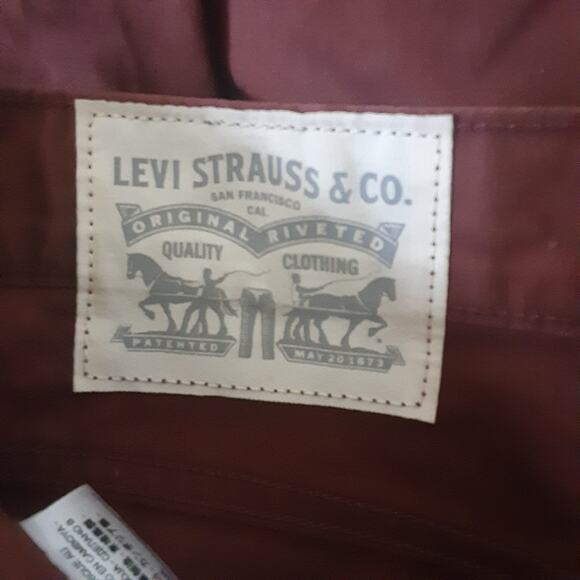 LEVI STRAUSS & CO.
SAN FRANCISCO
CAL.
ORIGINAL RIVETED
QUALITY CLOTHING
PATENTED MAY 20 1873